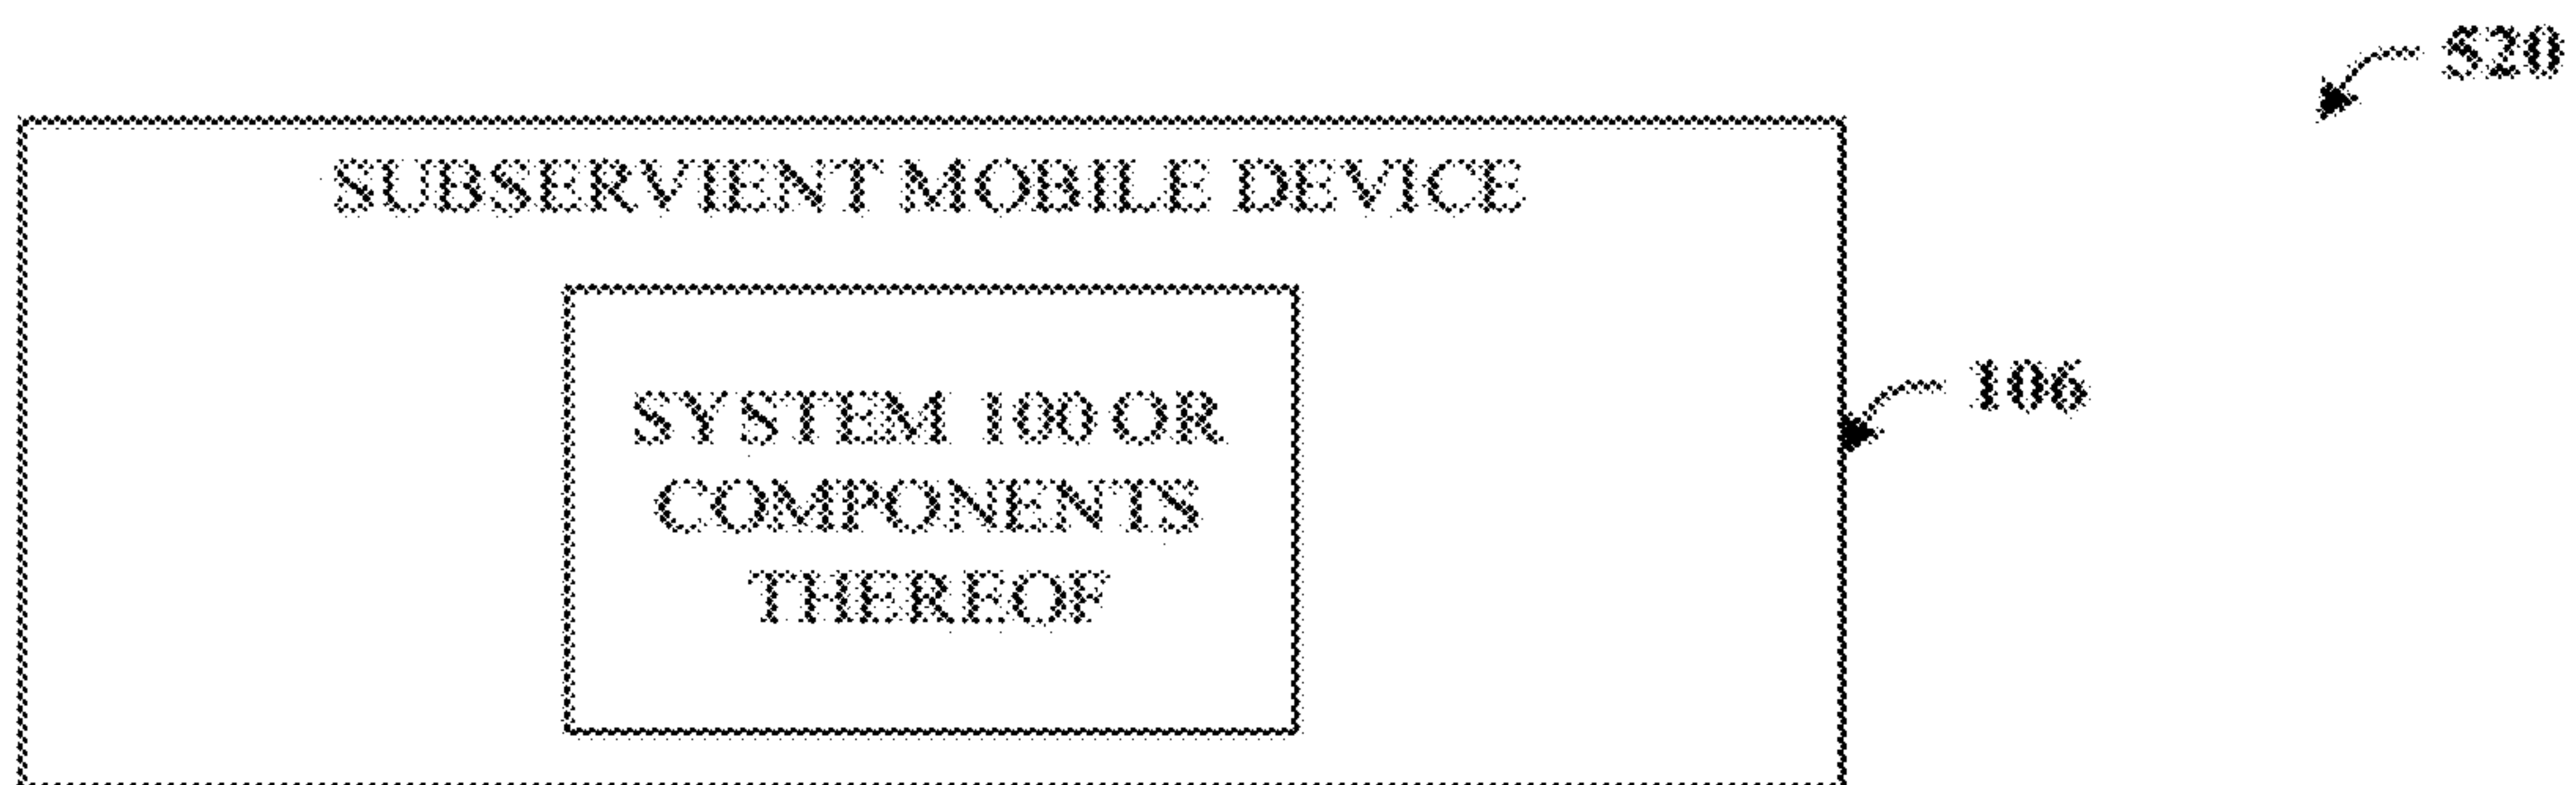 520
SUBSERVIENT MOBILE DEVICE
106
SYSTEM 100 OR
COMPONENTS
THEREOF